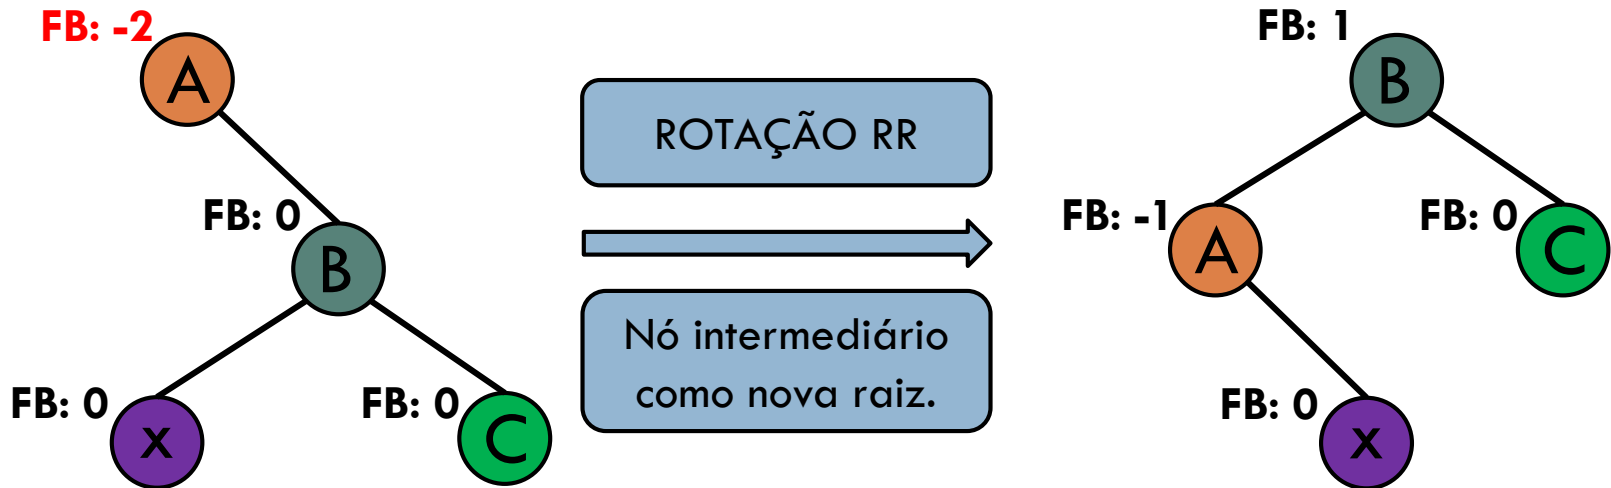 FB: -2
A
FB: 0
B
FB: 0
x
FB: 0
C
ROTAÇÃO RR
Nó intermediário
como nova raiz.
FB: 1
B
FB: -1
A
FB: 0
C
FB: 0
x